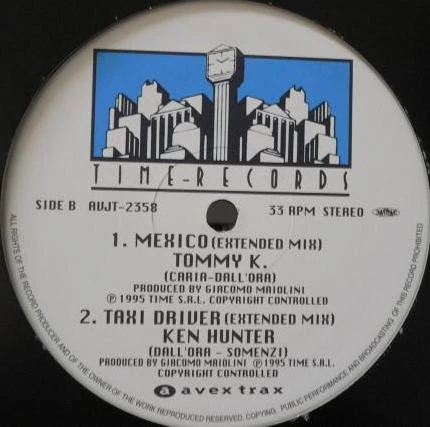 TIME-RECORDS
SIDE B AVJT-2358 33 RPM STEREO JASRAC
1. MEXICO (EXTENDED MIX)
TOMMY K.
(CARIA-DALL'ORA)
PRODUCED BY GIACOMO MAIOLINI
Ⓟ 1995 TIME S.R.L. COPYRIGHT CONTROLLED
2. TAXI DRIVER (EXTENDED MIX)
KEN HUNTER
(DALL'ORA - SOMENZI)
PRODUCED BY GIACOMO MAIOLINI Ⓟ 1995 TIME S.R.L.
COPYRIGHT CONTROLLED
a avex trax
ALL RIGHTS OF THE RECORD PRODUCER AND OF THE OWNER OF THE WORK REPRODUCED RESERVED. COPYING, PUBLIC PERFORMANCE AND BROADCASTING OF THIS RECORD PROHIBITED